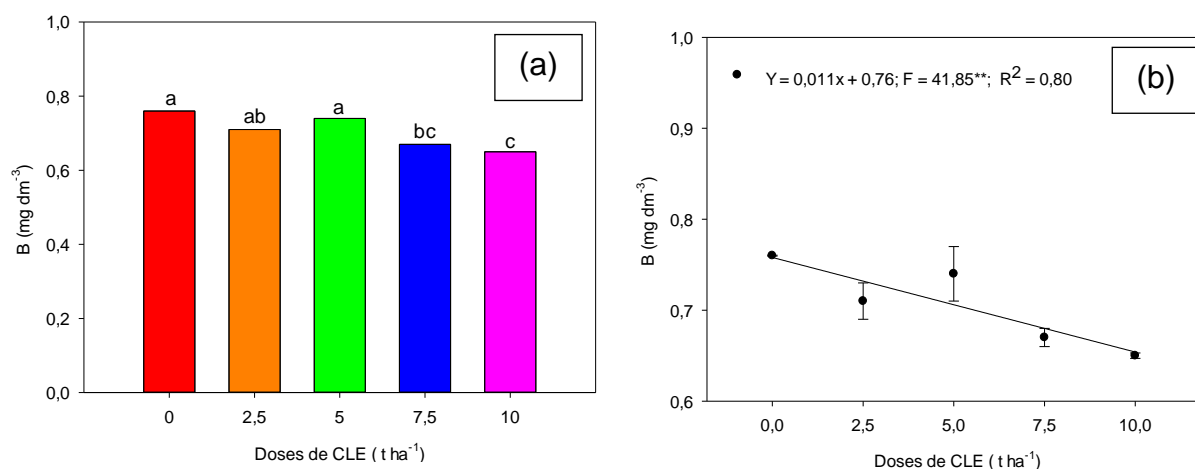 (a)
1,0
0,8
0,6
0,4
0,2
0,0
B (mg dm-3)
a
ab
a
bc
c
0
2,5
5
7,5
10
Doses de CLE ( t ha-1)
(b)
Y = 0,011x + 0,76; F = 41,85**; R2 = 0,80
1,0
0,9
0,8
0,7
0,6
B (mg dm-3)
0,0
2,5
5,0
7,5
10,0
Doses de CLE ( t ha-1)